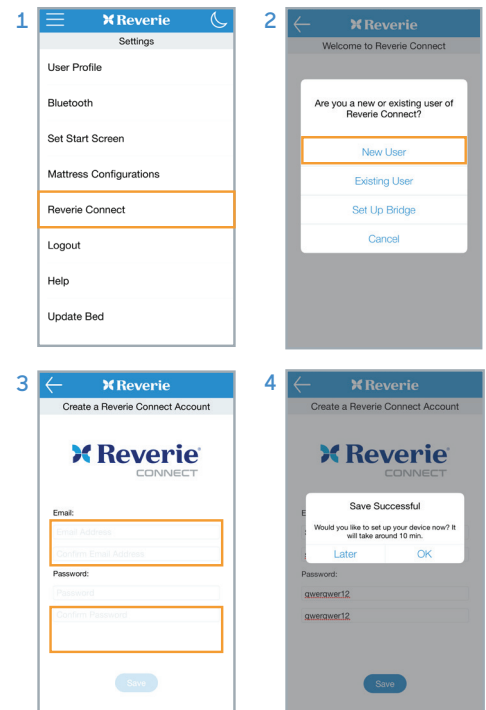 1
Reverie
Settings
User Profile
Bluetooth
Set Start Screen
Mattress Configurations
Reverie Connect
Logout
Help
Update Bed
2
Reverie
Welcome to Reverie Connect
Are you a new or existing user of
Reverie Connect?
New User
Existing User
Set Up Bridge
Cancel
3
Reverie
Create a Reverie Connect Account
Reverie
CONNECT
Email:
Email Address
Confirm Email Address
Password:
Password
Confirm Password
Save
4
Reverie
Create a Reverie Connect Account
Reverie
CONNECT
Save Successful
Would you like to set up your device now? It
will take around 10 min.
Later OK
Password:
qwerqwer12
qwerqwer12
Save